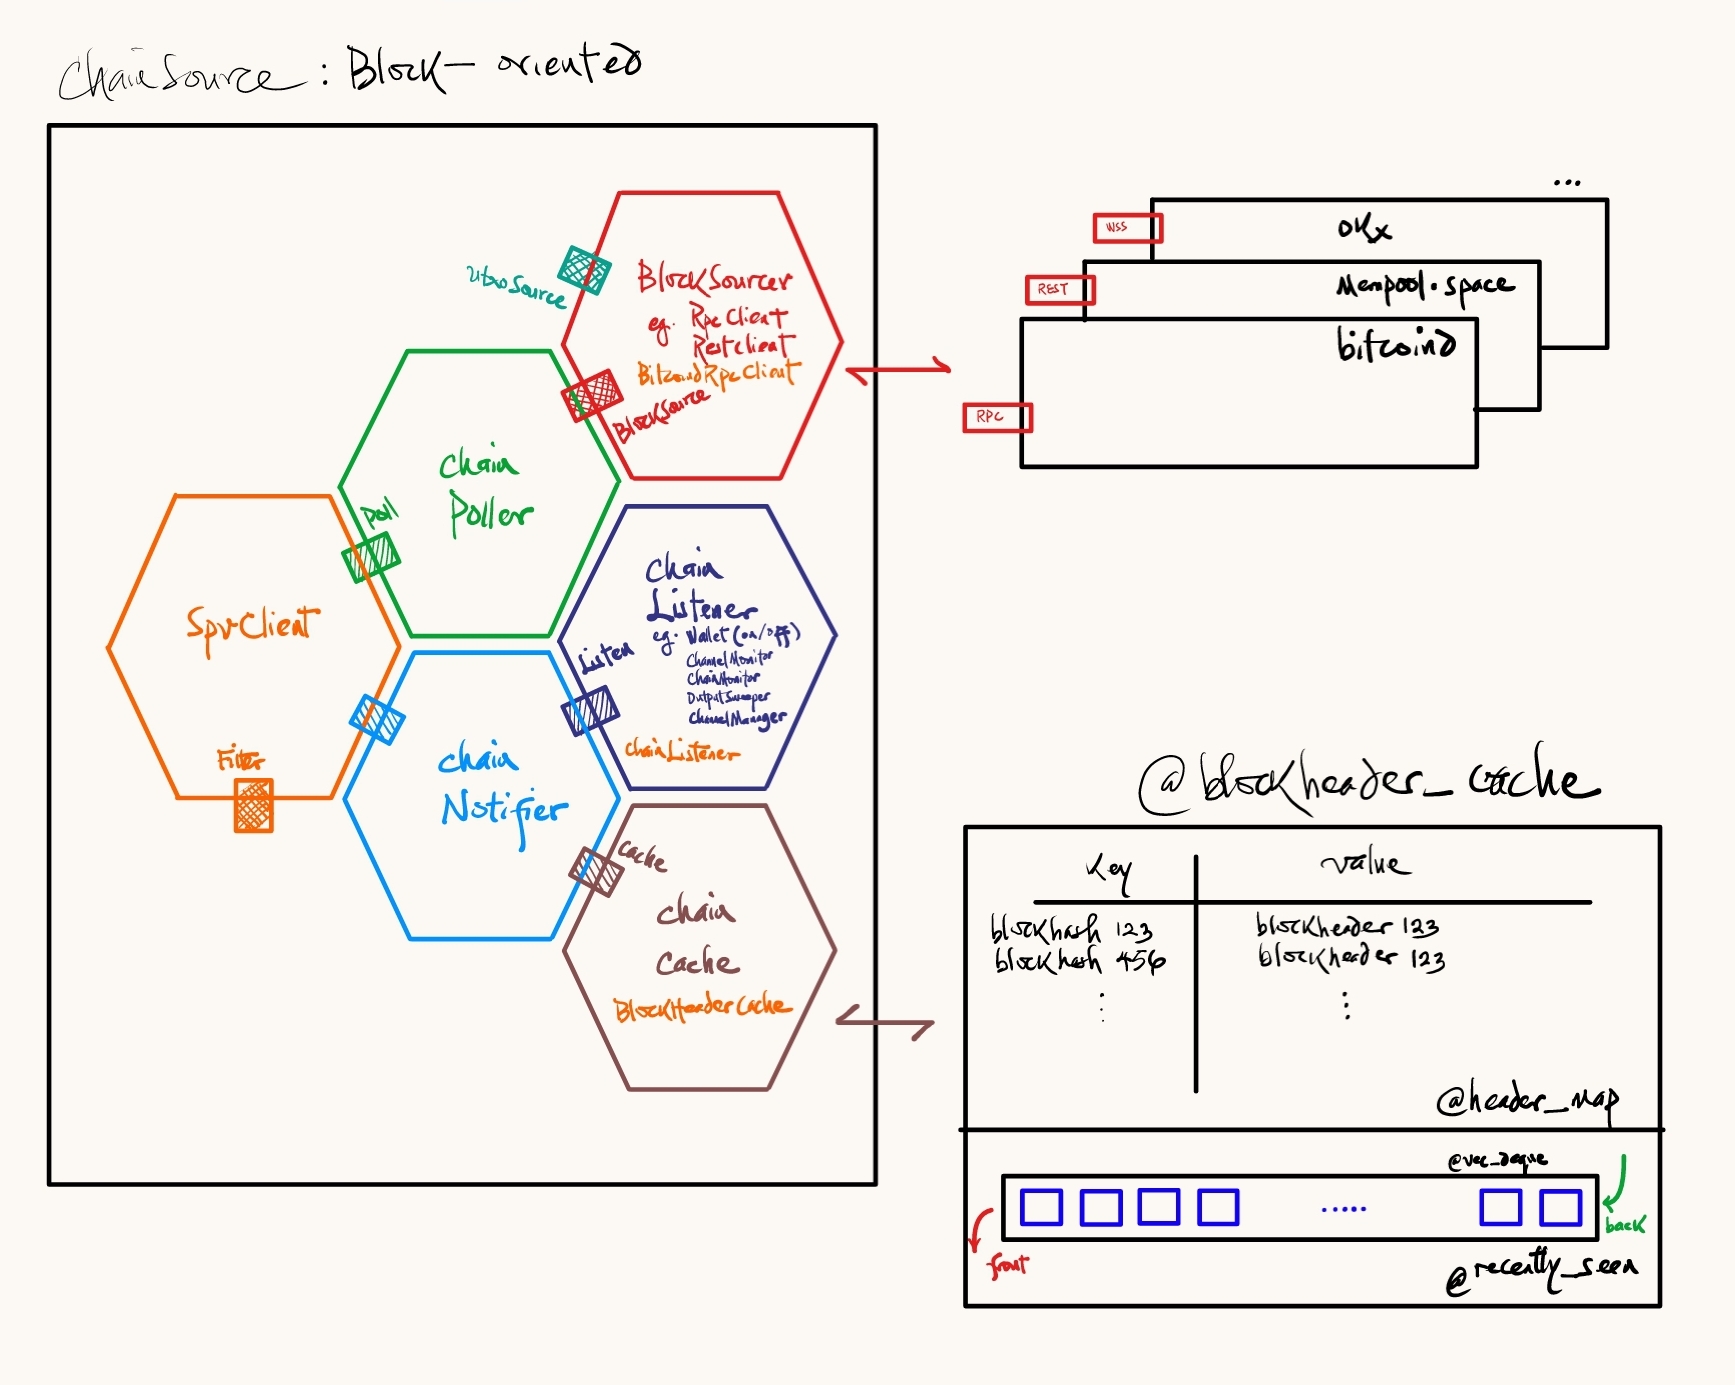 ChainSource : Block - oriented
UtxoSource
BlockSourcer
eg. RpcClient
RestClient
BitcoindRpcClient
BlockSource
Chain
Poller
Poll
SpvClient
Filter
Chain
Listener
eg. Wallet (on/off)
ChannelMonitor
ChainMonitor
OutputSweeper
ChannelManager
ChainListener
Listen
chain
Notifier
cache
chain
cache
BlockHeaderCache
...
WSS
OKx
REST
Mempool.space
bitcoind
RPC
@blockheader_cache
key value
blockhash 123 blockheader 123
blockhash 456 blockheader 123
@header_map
@vec_deque
.....
back
front
@recently_seen